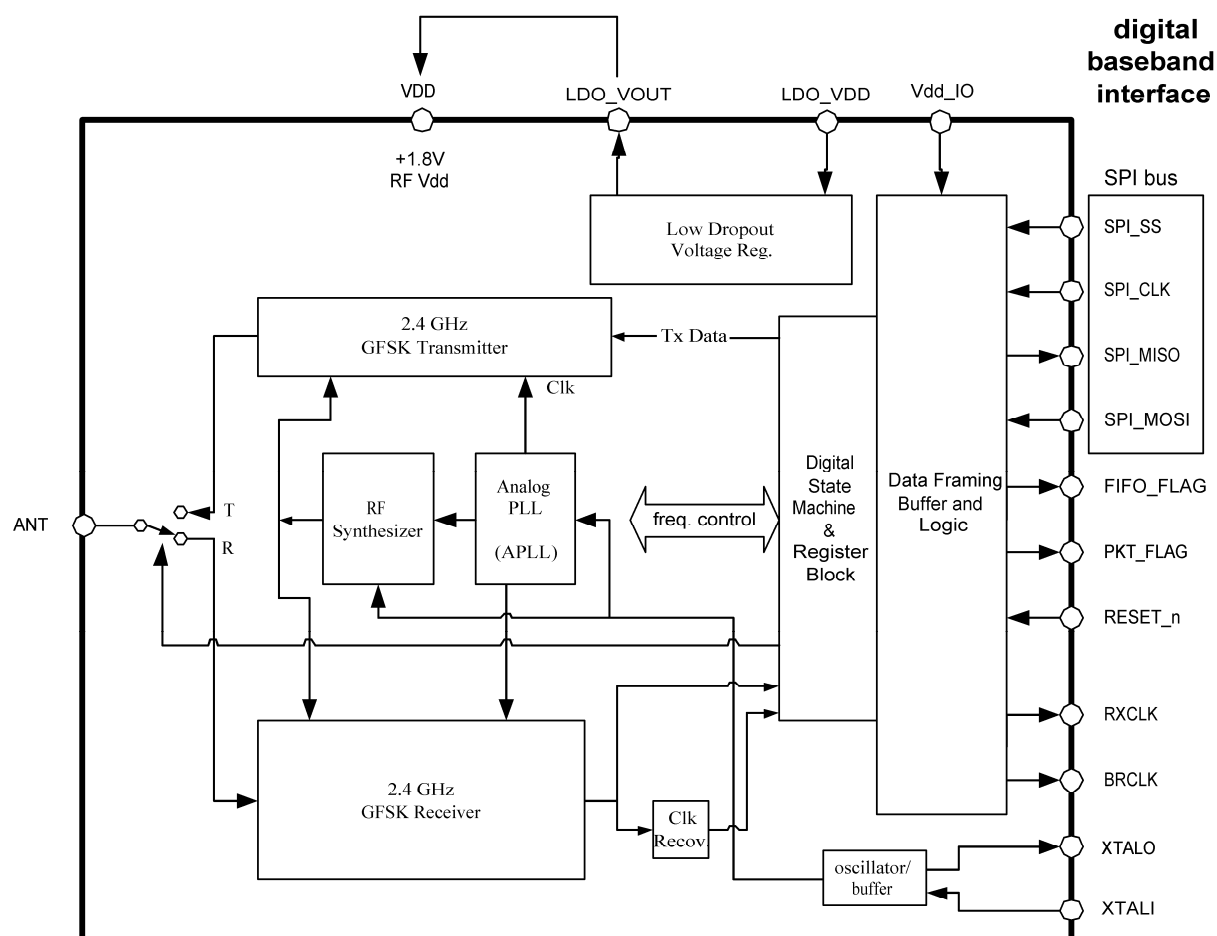 digital
baseband
interface
VDD
LDO_VOUT
LDO_VDD
Vdd_IO
+1.8V
RF Vdd
SPI bus
Low Dropout
Voltage Reg.
SPI_SS
SPI_CLK
2.4 GHz
GFSK Transmitter
Tx Data
SPI_MISO
Clk
SPI_MOSI
Digital
State
Machine
&
Register
Block
Data Framing
Buffer and
Logic
FIFO_FLAG
Analog
PLL
(APLL)
RF
Synthesizer
freq. control
T
R
ANT
PKT_FLAG
RESET_n
RXCLK
BRCLK
2.4 GHz
GFSK Receiver
Clk
Recov.
XTALO
oscillator/
buffer
XTALI